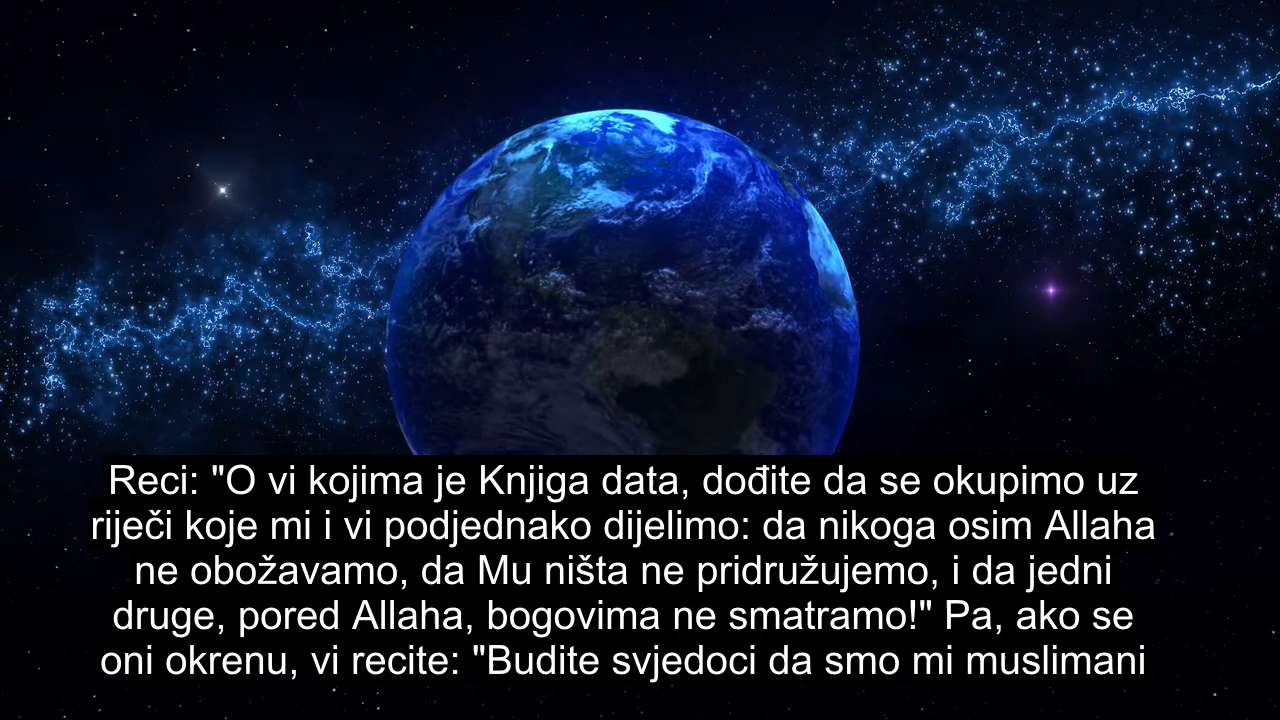 Reci: "O vi kojima je Knjiga data, dođite da se okupimo uz
riječi koje mi i vi podjednako dijelimo: da nikoga osim Allaha
ne obožavamo, da Mu ništa ne pridružujemo, i da jedni
druge, pored Allaha, bogovima ne smatramo!" Pa, ako se
oni okrenu, vi recite: "Budite svjedoci da smo mi muslimani